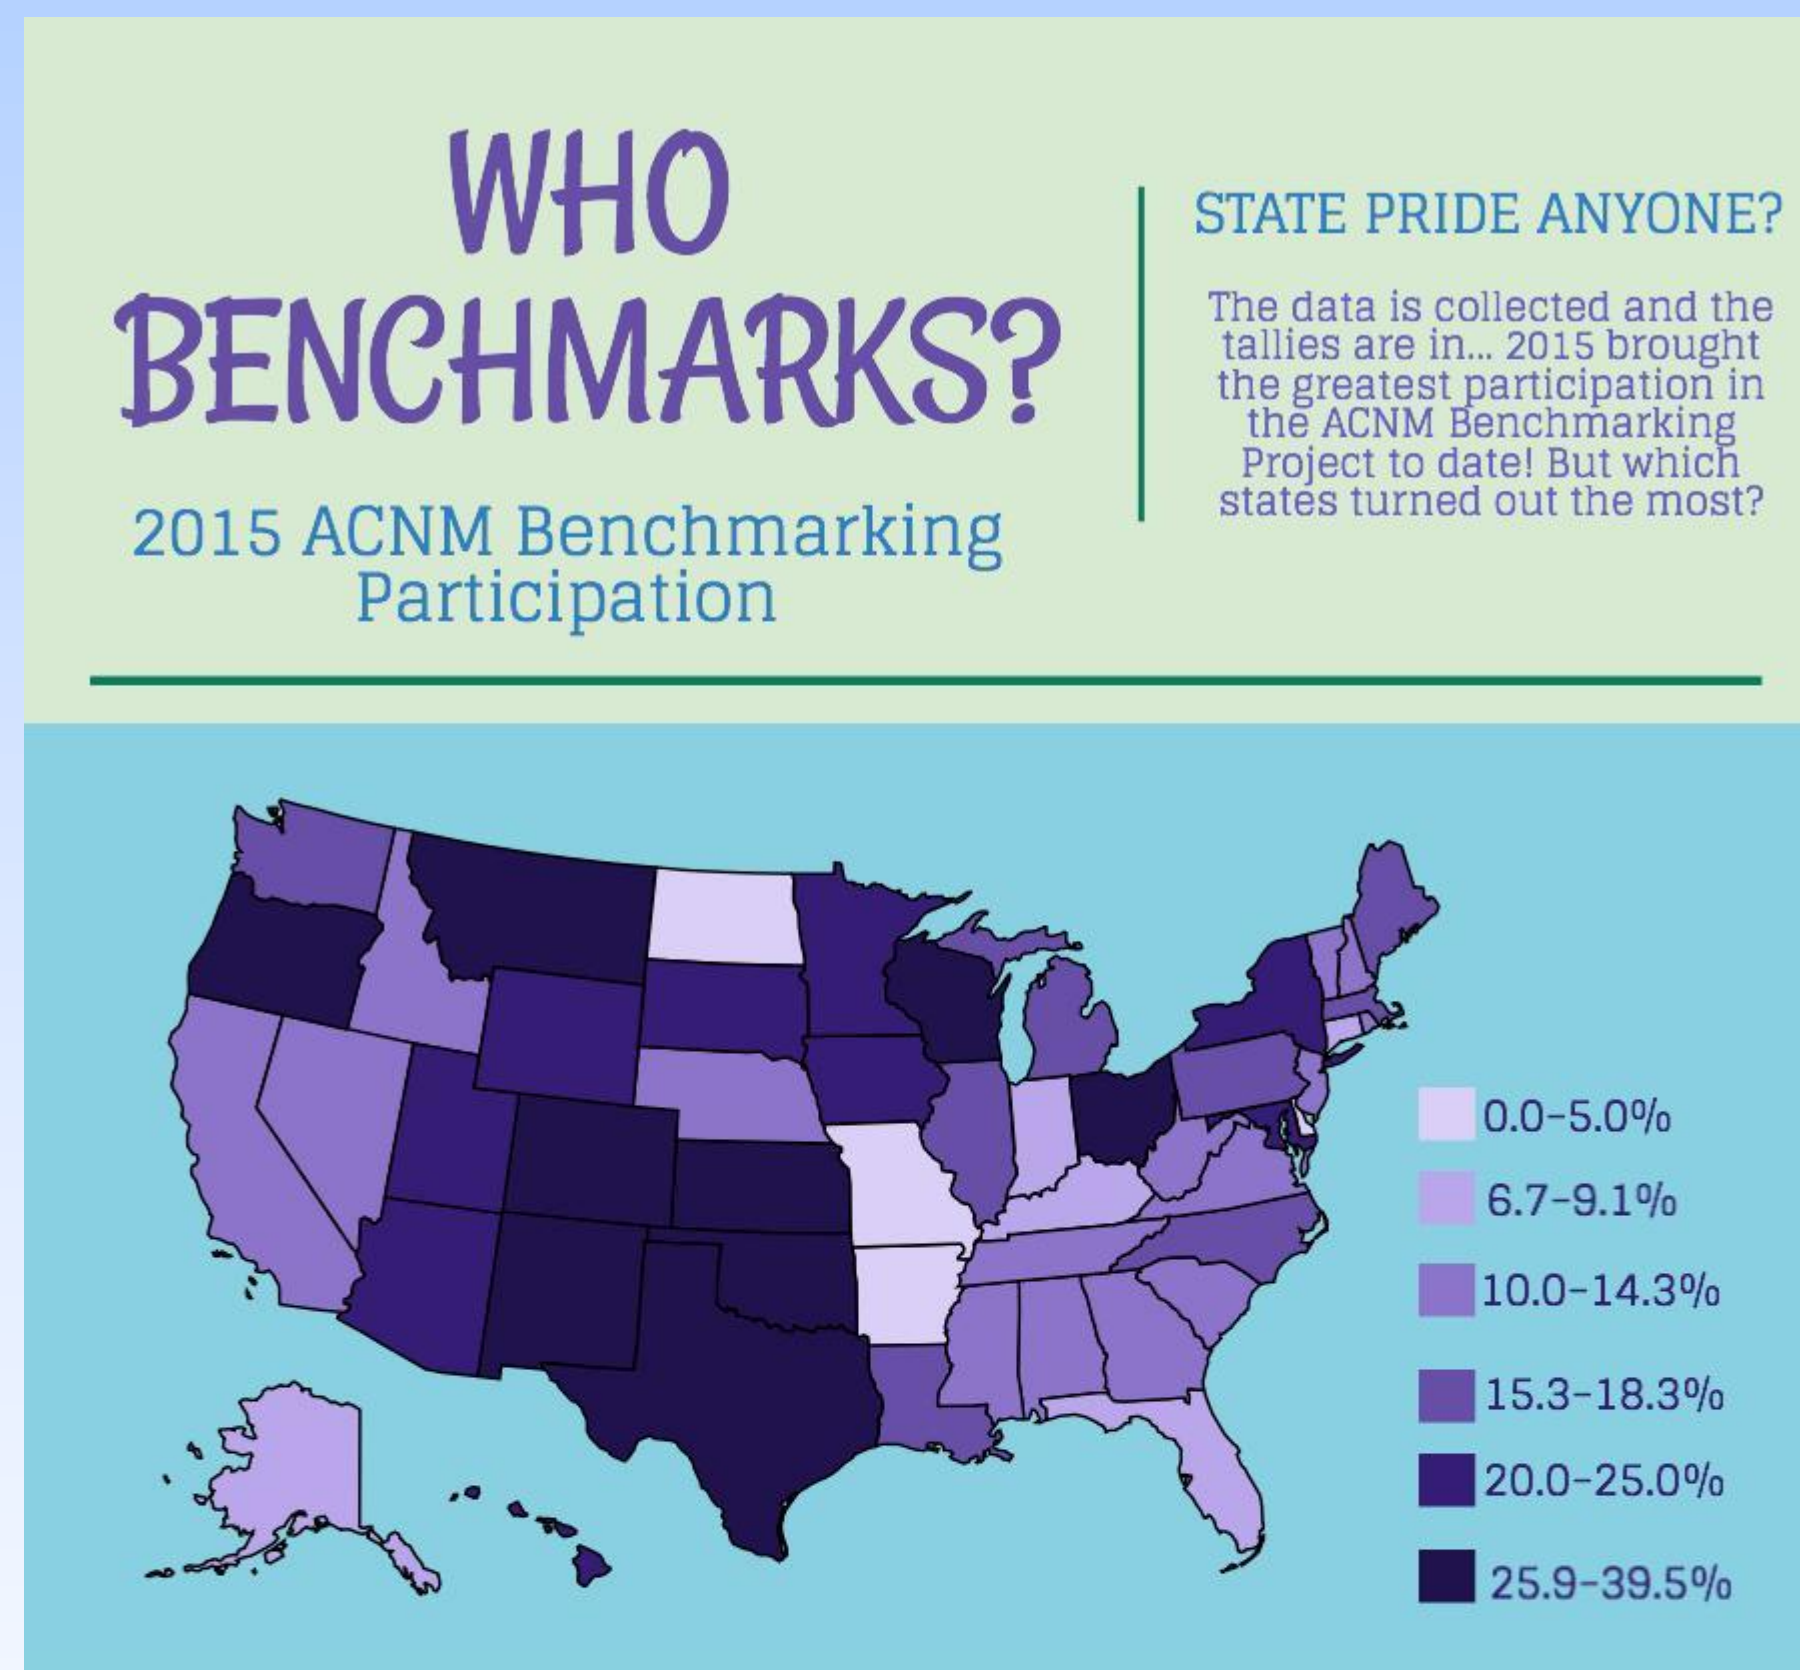 WHO
BENCHMARKS?
2015 ACNM Benchmarking
Participation
STATE PRIDE ANYONE?
The data is collected and the
tallies are in... 2015 brought
the greatest participation in
the ACNM Benchmarking
Project to date! But which
states turned out the most?
0.0-5.0%
6.7-9.1%
10.0-14.3%
15.3-18.3%
20.0-25.0%
25.9-39.5%